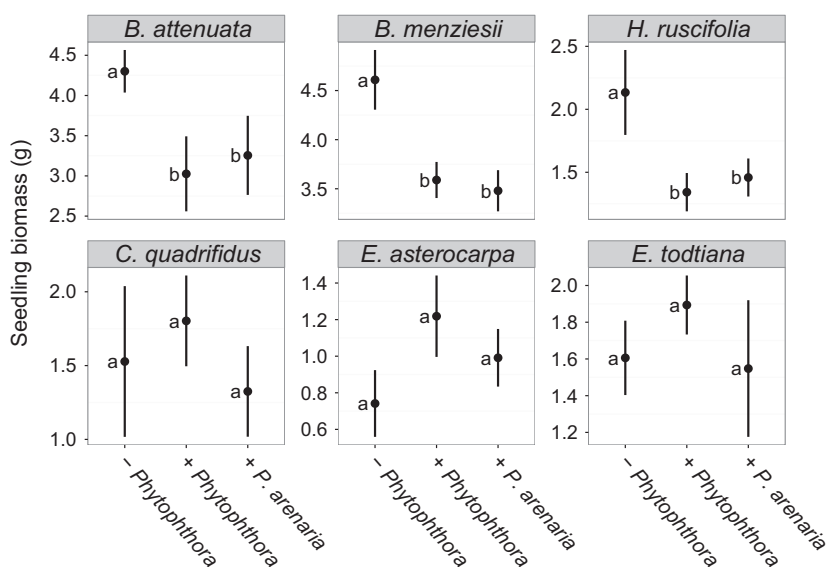 B. attenuata B. menziesii H. ruscifolia
4.5
4.0
3.5
3.0
2.5
a
b
b
4.5
3.5
a
b
b
2.5
2.0
1.5
a
b
b
Seedling biomass (g)
C. quadrifidus E. asterocarpa E. todtiana
2.0
1.5
1.0
a
a
a
1.4
1.2
1.0
0.8
0.6
a
a
a
2.0
1.8
1.6
1.4
1.2
a
a
a
– Phytophthora
+ Phytophthora
+ P. arenaria
– Phytophthora
+ Phytophthora
+ P. arenaria
– Phytophthora
+ Phytophthora
+ P. arenaria